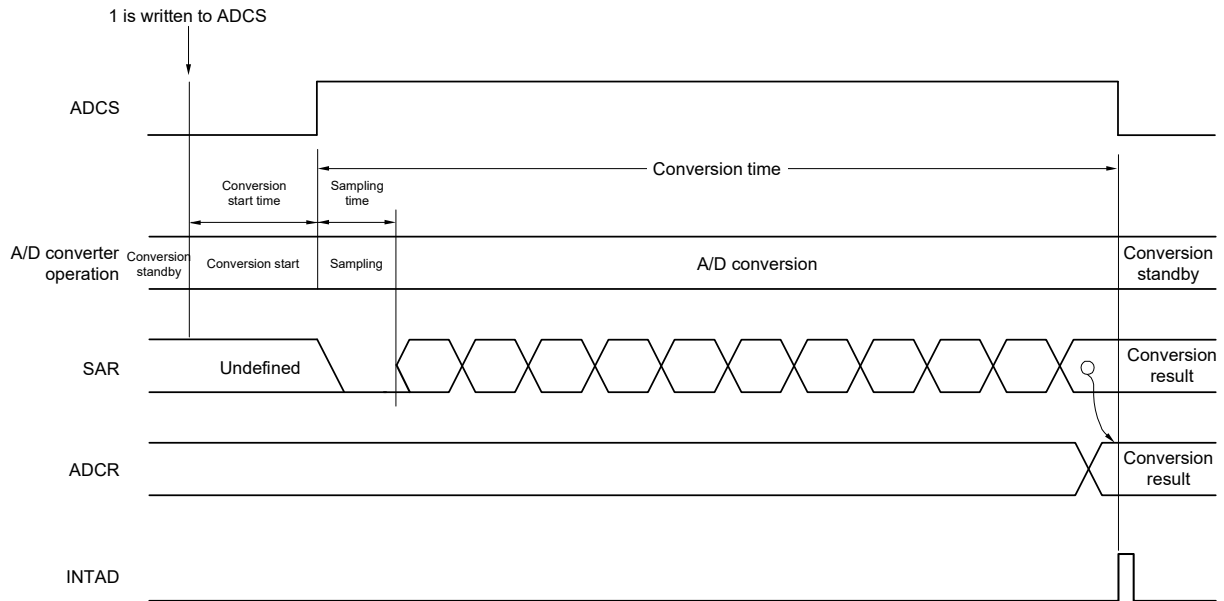 1 is written to ADCS
ADCS
Conversion time
Conversion
start time
Sampling
time
A/D converter
operation
Conversion
standby
Conversion start
Sampling
A/D conversion
Conversion
standby
SAR
Undefined
Conversion
result
ADCR
Conversion
result
INTAD